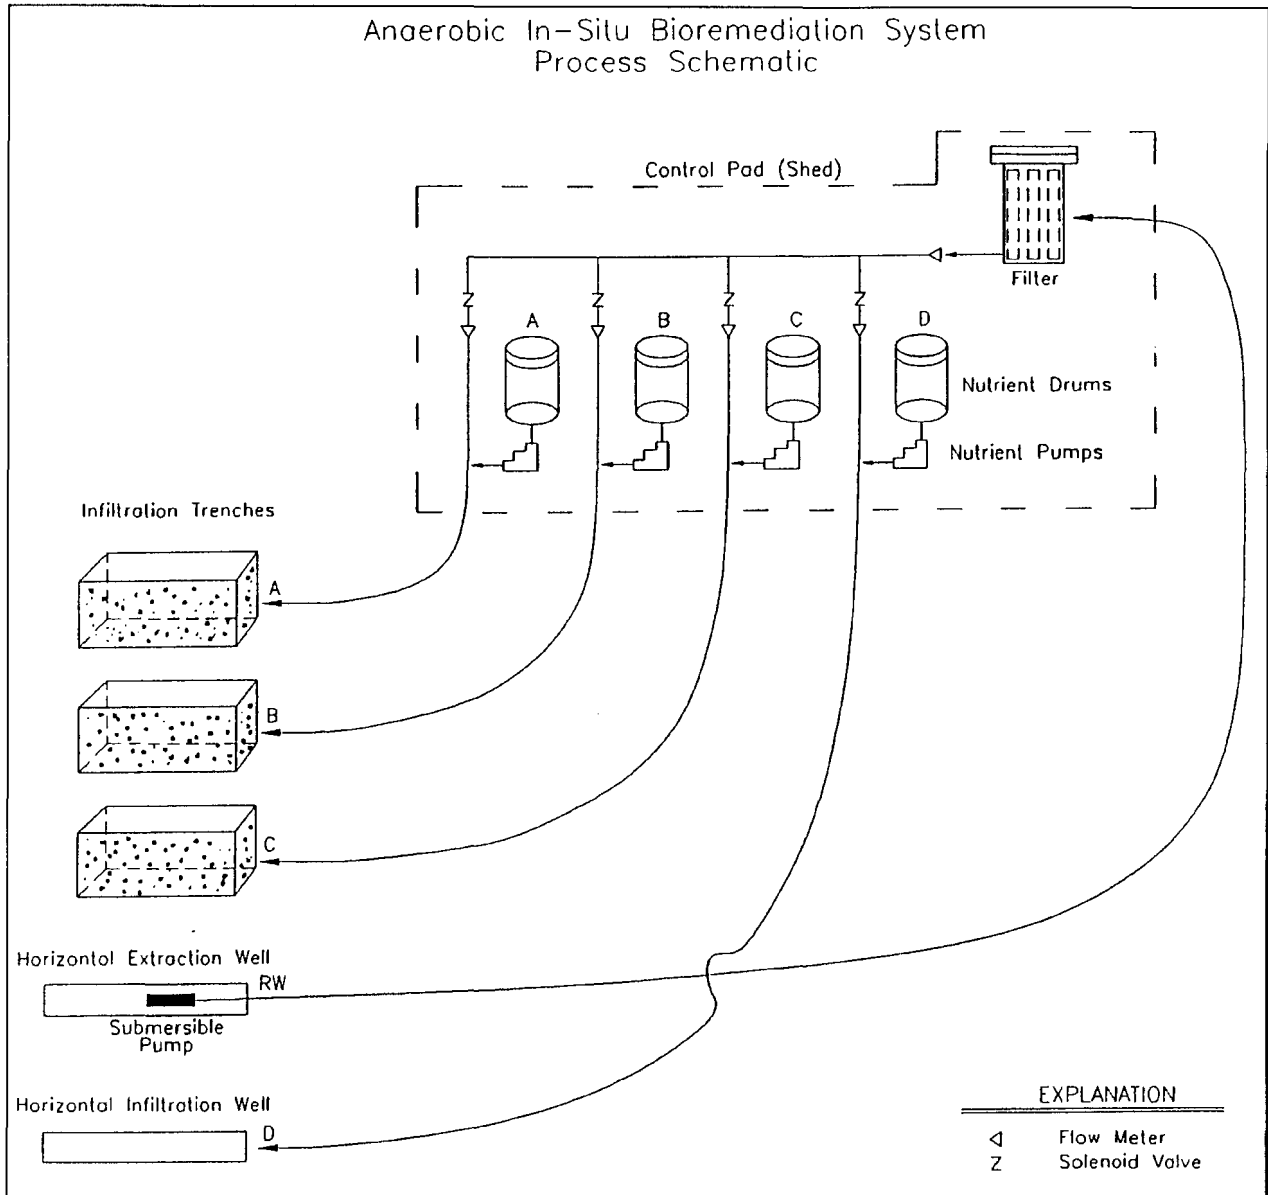 Anaerobic In-Situ Bioremediation System
Process Schematic
Control Pad (Shed)
Filter
A
B
C
D
Nutrient Drums
Nutrient Pumps
Infiltration Trenches
A
B
C
Horizontal Extraction Well
RW
Submersible
Pump
Horizontal Infiltration Well
D
EXPLANATION
Flow Meter
Z Solenoid Valve